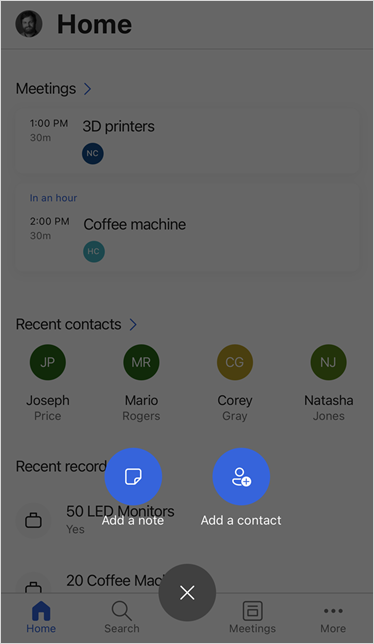 Home
Meetings
1:00 PM
30m
3D printers
NC
In an hour
2:00 PM
30m
Coffee machine
HC
Recent contacts
JP
MR
CG
NJ
Joseph
Price
Mario
Rogers
Corey
Gray
Natasha
Jones
Recent record
50 LED Monitors
Yes
Add a note
Add a contact
20 Coffee Mac
Home
Search
Meetings
More